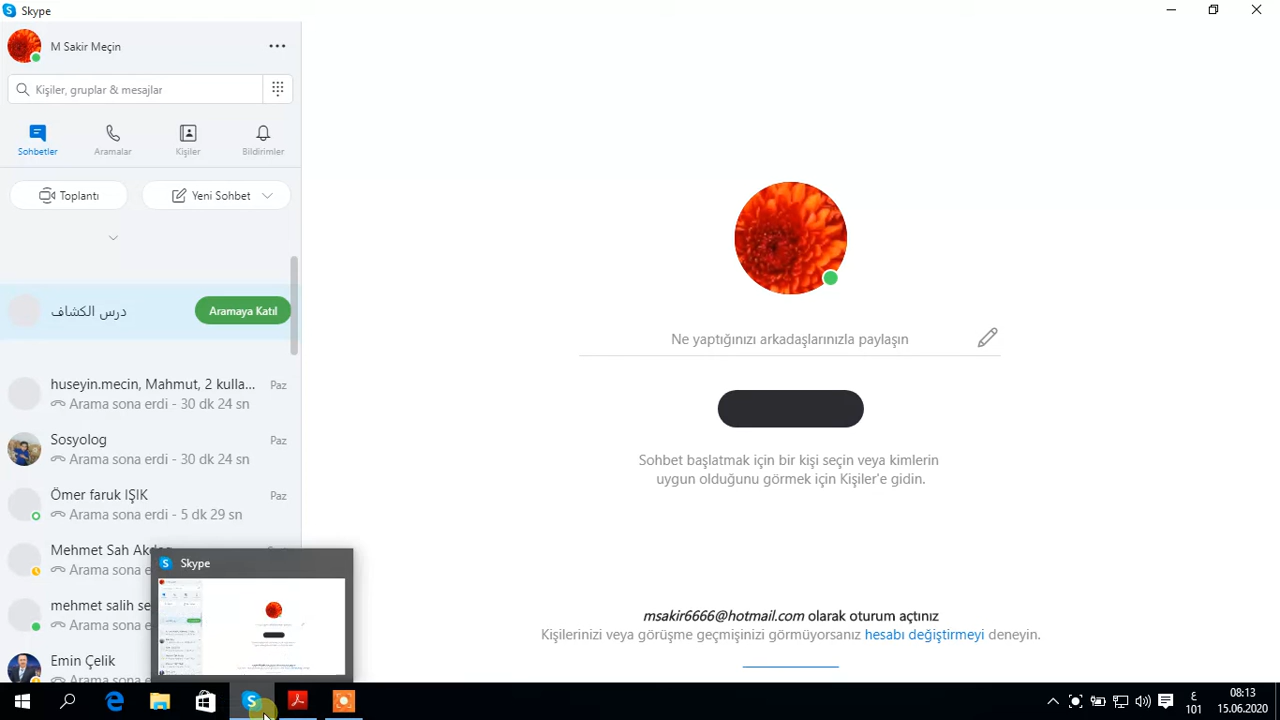 Skype
M Sakir Meçin
Kişiler, gruplar & mesajlar
Sohbetler
Aramalar
Kişiler
Bildirimler
Toplantı
Yeni Sohbet
درس الكشاف
Aramaya Katıl
huseyin.mecin, Mahmut, 2 kulla...
Paz
Arama sona erdi - 30 dk 24 sn
Sosyolog
Paz
Arama sona erdi - 30 dk 24 sn
Ömer faruk IŞIK
Paz
Arama sona erdi - 5 dk 29 sn
Mehmet Sah
Arama sona e
mehmet salih se
Arama sona e
Emin Çelik
Arama sona e
Skype
Ne yaptığınızı arkadaşlarınızla paylaşın
Sohbet başlatmak için bir kişi seçin veya kimlerin
uygun olduğunu görmek için Kişiler'e gidin.
msakir6666@hotmail.com olarak oturum açtınız
Kişilerinizi veya görüşme geçmişinizi görmüyorsanız hesabı değiştirmeyi deneyin.
ع
101
08:13
15.06.2020